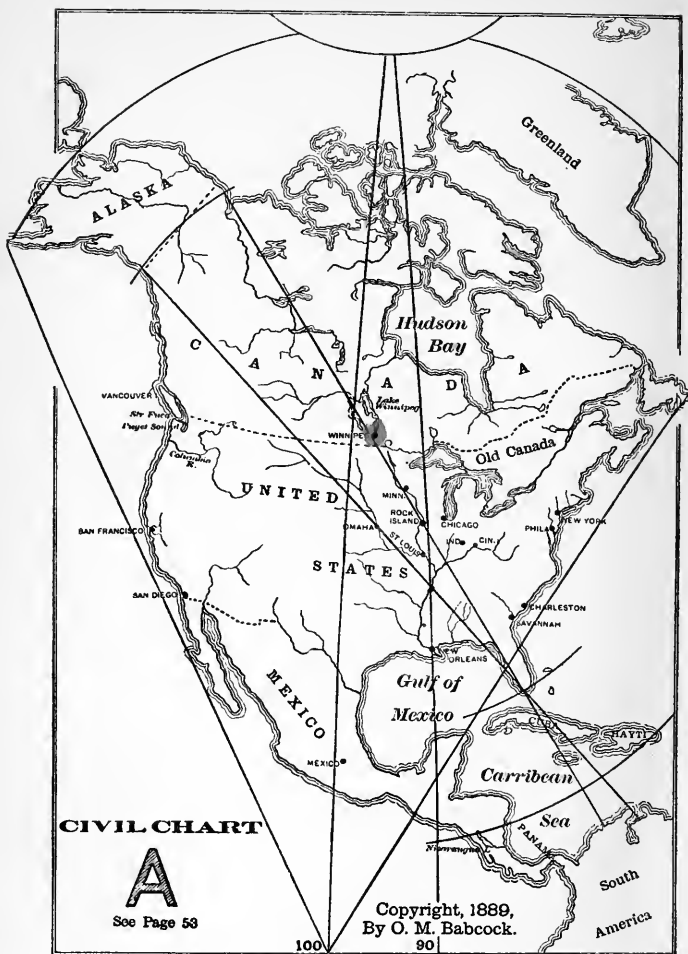 Greenland
ALASKA
Hudson
Bay
CANADA
Lake
Winnipeg
VANCOUVER
Str Fuca
Puget Sound
WINNIPE
Old Canada
Columbia
R.
UNITED
MINN.
ROCK
ISLAND
CHICAGO
NEW YORK
SAN FRANCISCO
OMAHA
PHILA
IND
CIN.
ST LOUIS
STATES
SAN DIEGO
CHARLESTON
SAVANNAH
NEW
ORLEANS
MEXICO
Gulf of
Mexico
CUBA
HAYTI
MEXICO
Carribean
Sea
CIVIL CHART
A
See Page 53
PANAMA
Nicaragua L.
South
America
Copyright, 1889,
By O. M. Babcock.
100
90